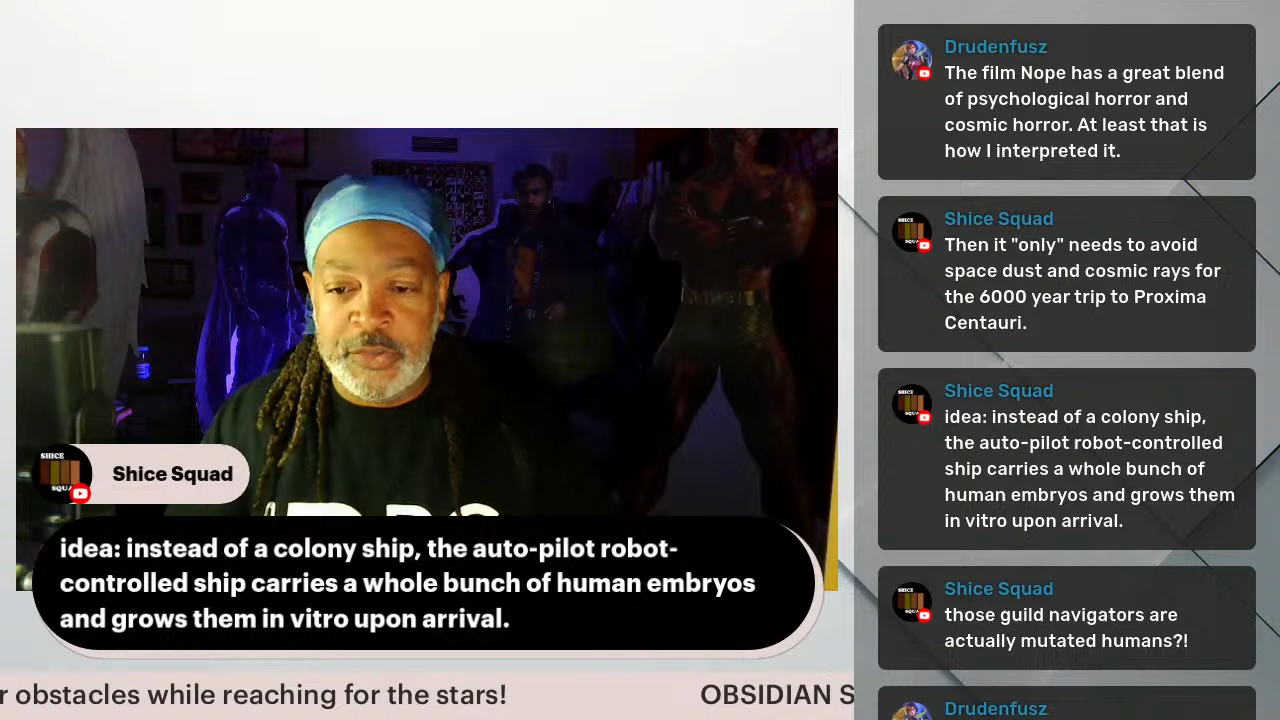 Drudenfusz
The film Nope has a great blend
of psychological horror and
cosmic horror. At least that is
how I interpreted it.
Shice Squad
Then it "only" needs to avoid
space dust and cosmic rays for
the 6000 year trip to Proxima
Centauri.
Shice Squad
idea: instead of a colony ship,
the auto-pilot robot-controlled
ship carries a whole bunch of
human embryos and grows them
in vitro upon arrival.
Shice Squad
those guild navigators are
actually mutated humans?!
Drudenfusz
SHICE
Shice Squad
idea: instead of a colony ship, the auto-pilot robot-
controlled ship carries a whole bunch of human embryos
and grows them in vitro upon arrival.
r obstacles while reaching for the stars! OBSIDIAN S